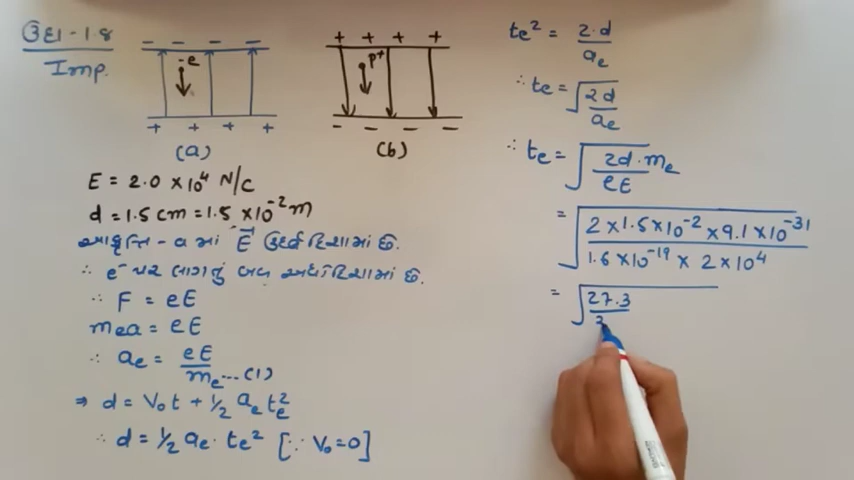 ઉદા-1.8
Imp.
- - - -
-e
+ + + +
(a)
+ + + +
p+
- - - -
(b)
E = 2.0 ×10⁴ N/C
d = 1.5 cm = 1.5 ×10⁻² m
આકૃતિ-a માં E⃗ ઉર્ધ્વદિશામાં છે.
∴ e⁻ પર લાગતું બળ અધોદિશામાં છે.
∴ F = eE
mea = eE
∴ ae = eE/me ...(1)
⇒ d = V₀t + 1/2 ae te²
∴ d = 1/2 ae · te² [∵ V₀ = 0]
te² = 2·d/ae
∴ te = √(2d/ae)
∴ te = √(2d·me/eE)
= √(2 × 1.5 × 10⁻² × 9.1 × 10⁻³¹ / 1.6 × 10⁻¹⁹ × 2 × 10⁴)
= √(27.3/3